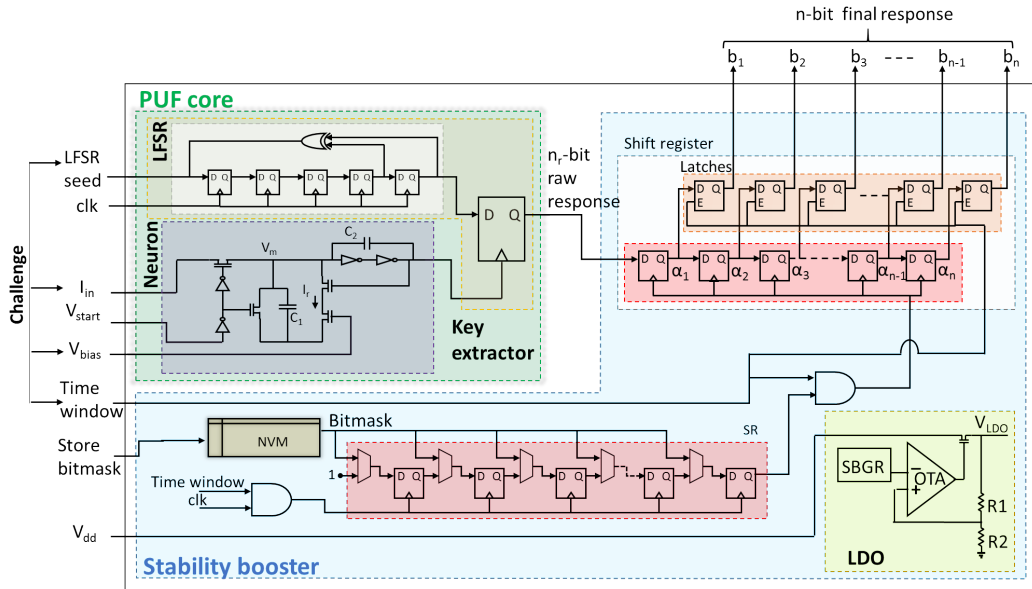 n-bit final response
b1 b2 b3 ---- bn-1 bn
PUF core
LFSR
Challenge
LFSR
seed
clk
D Q D Q D Q D Q D Q
nr-bit
raw
response
D Q
Shift register
Latches
D Q D Q D Q D Q D Q
E E E E E
D Q D Q D Q D Q D Q
α1 α2 α3 αn-1 αn
Neuron
C2
Vm
Ir
C1
Iin
Vstart
Vbias
Key
extractor
Time
window
Store
bitmask
NVM
Bitmask
SR
1
D Q D Q D Q D Q D Q
Time window
clk
Vdd
Stability booster
VLDO
SBGR
OTA
−
+
R1
R2
LDO